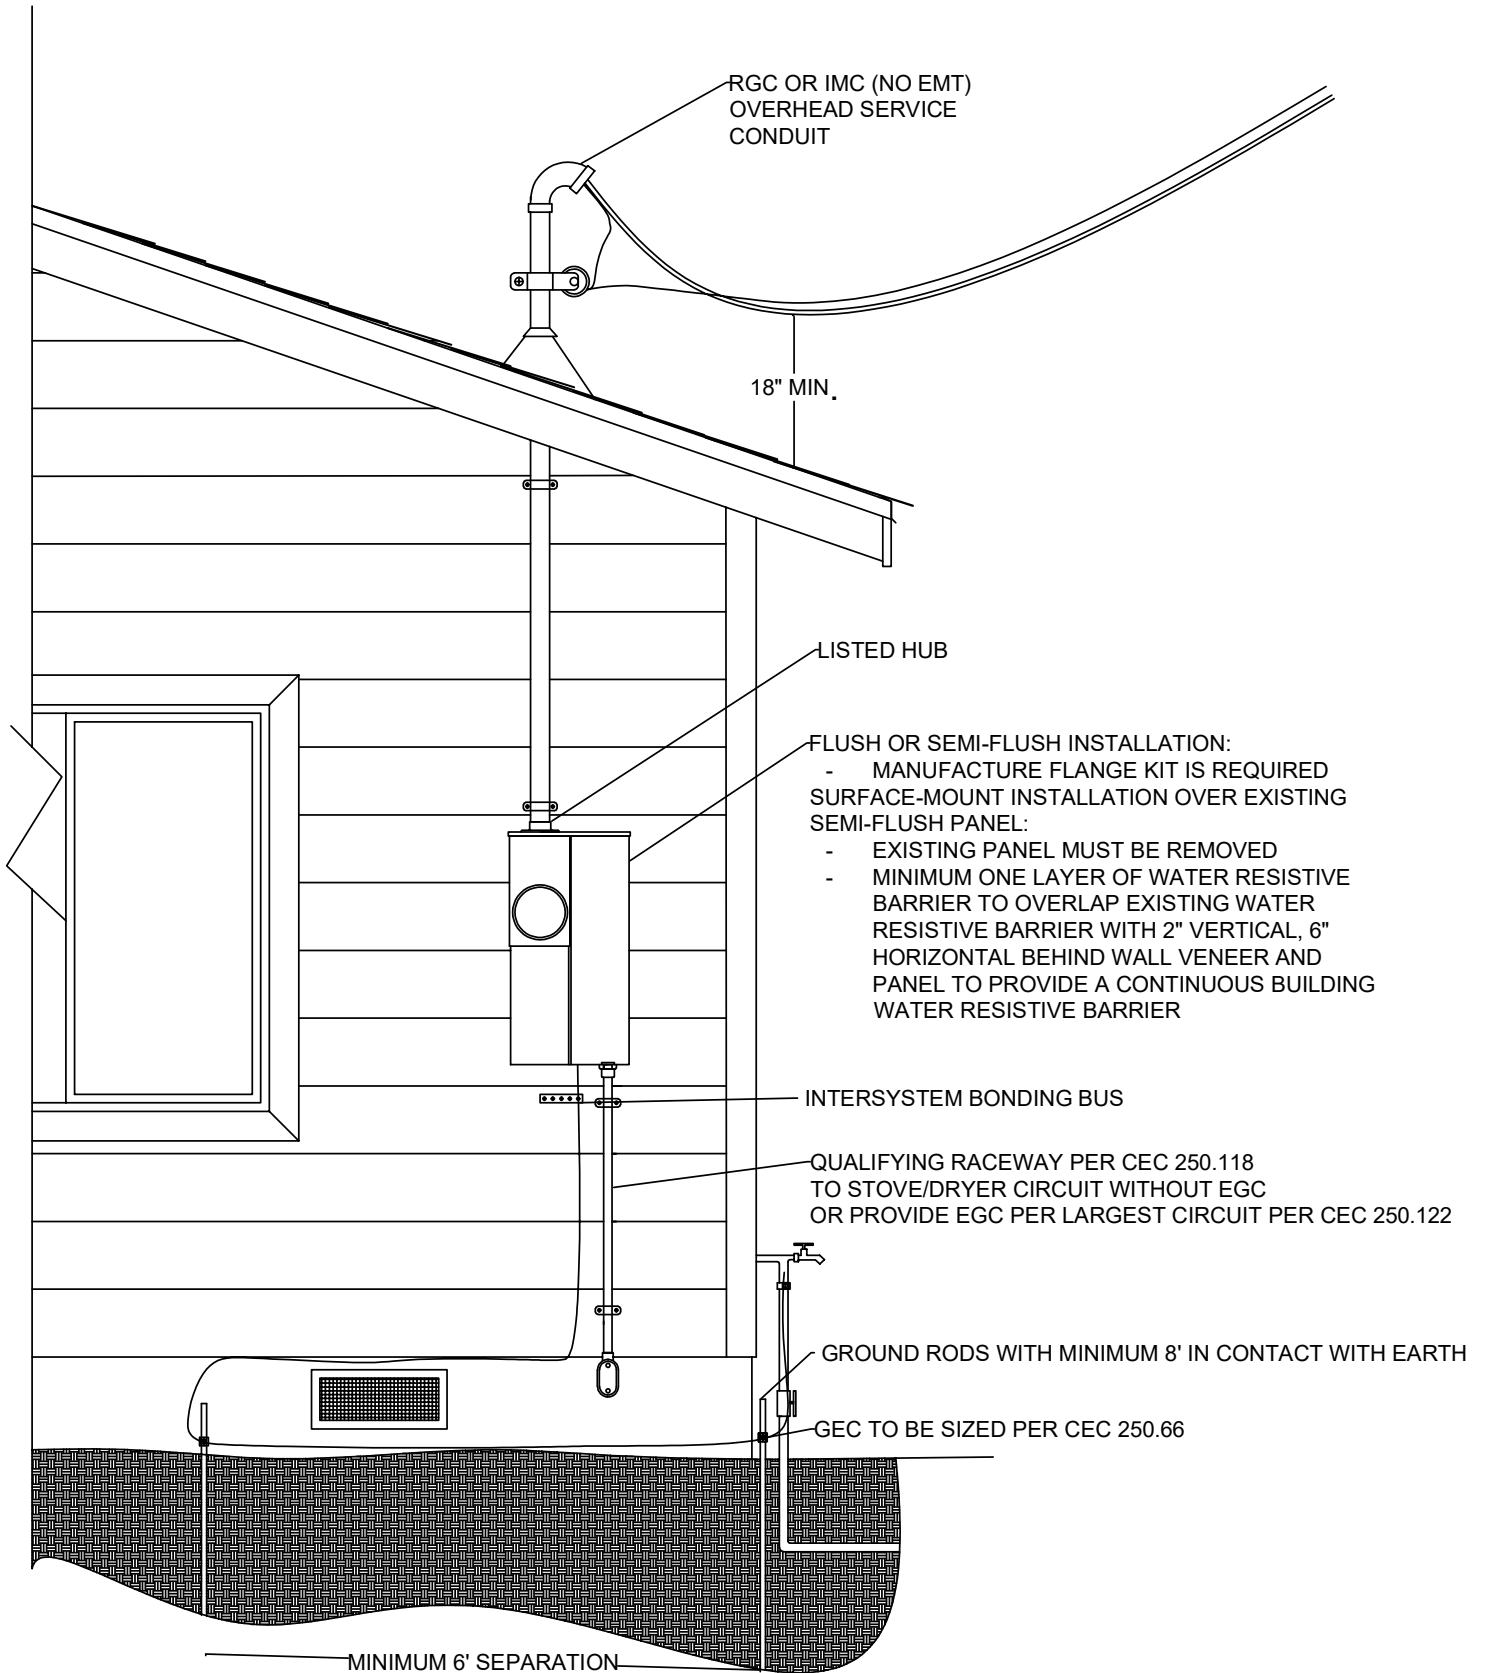 RGC OR IMC (NO EMT)
OVERHEAD SERVICE
CONDUIT
18" MIN.
LISTED HUB
FLUSH OR SEMI-FLUSH INSTALLATION:
- MANUFACTURE FLANGE KIT IS REQUIRED
SURFACE-MOUNT INSTALLATION OVER EXISTING
SEMI-FLUSH PANEL:
- EXISTING PANEL MUST BE REMOVED
- MINIMUM ONE LAYER OF WATER RESISTIVE
BARRIER TO OVERLAP EXISTING WATER
RESISTIVE BARRIER WITH 2" VERTICAL, 6"
HORIZONTAL BEHIND WALL VENEER AND
PANEL TO PROVIDE A CONTINUOUS BUILDING
WATER RESISTIVE BARRIER
INTERSYSTEM BONDING BUS
QUALIFYING RACEWAY PER CEC 250.118
TO STOVE/DRYER CIRCUIT WITHOUT EGC
OR PROVIDE EGC PER LARGEST CIRCUIT PER CEC 250.122
GROUND RODS WITH MINIMUM 8' IN CONTACT WITH EARTH
GEC TO BE SIZED PER CEC 250.66
MINIMUM 6' SEPARATION